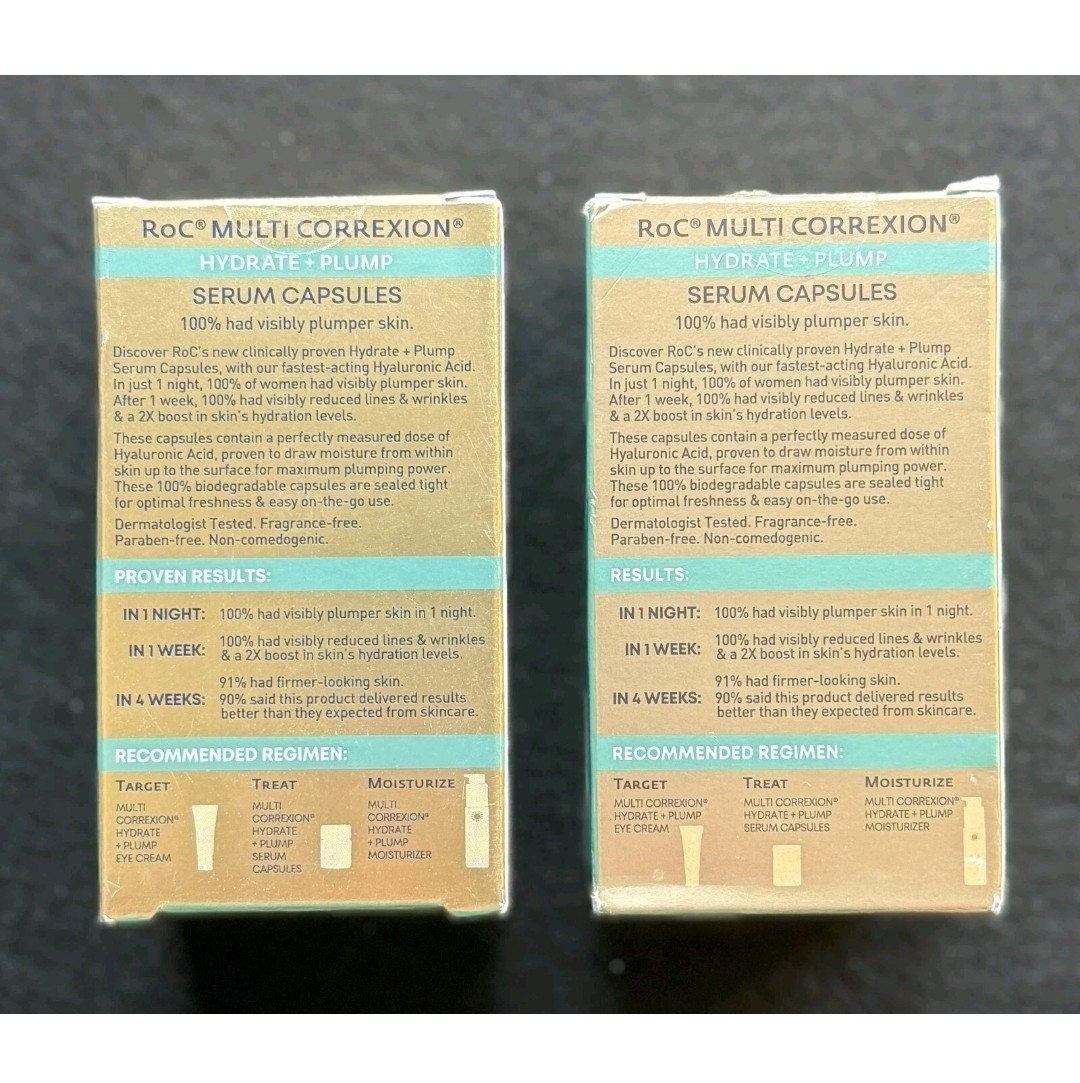 RoC® MULTI CORREXION®
HYDRATE + PLUMP
SERUM CAPSULES
100% had visibly plumper skin.
Discover RoC's new clinically proven Hydrate + Plump
Serum Capsules, with our fastest-acting Hyaluronic Acid.
In just 1 night, 100% of women had visibly plumper skin.
After 1 week, 100% had visibly reduced lines & wrinkles
& a 2X boost in skin's hydration levels.
These capsules contain a perfectly measured dose of
Hyaluronic Acid, proven to draw moisture from within
skin up to the surface for maximum plumping power.
These 100% biodegradable capsules are sealed tight
for optimal freshness & easy on-the-go use.
Dermatologist Tested. Fragrance-free.
Paraben-free. Non-comedogenic.
PROVEN RESULTS:
IN 1 NIGHT: 100% had visibly plumper skin in 1 night.
IN 1 WEEK: 100% had visibly reduced lines & wrinkles
& a 2X boost in skin's hydration levels.
91% had firmer-looking skin.
IN 4 WEEKS: 90% said this product delivered results
better than they expected from skincare.
RECOMMENDED REGIMEN:
TARGET
MULTI
CORREXION®
HYDRATE
+ PLUMP
EYE CREAM
TREAT
MULTI
CORREXION®
HYDRATE
+ PLUMP
SERUM
CAPSULES
MOISTURIZE
MULTI
CORREXION®
HYDRATE
+ PLUMP
MOISTURIZER
RoC® MULTI CORREXION®
HYDRATE + PLUMP
SERUM CAPSULES
100% had visibly plumper skin.
Discover RoC's new clinically proven Hydrate + Plump
Serum Capsules, with our fastest-acting Hyaluronic Acid.
In just 1 night, 100% of women had visibly plumper skin.
After 1 week, 100% had visibly reduced lines & wrinkles
& a 2X boost in skin's hydration levels.
These capsules contain a perfectly measured dose of
Hyaluronic Acid, proven to draw moisture from within
skin up to the surface for maximum plumping power.
These 100% biodegradable capsules are sealed tight
for optimal freshness & easy on-the-go use.
Dermatologist Tested. Fragrance-free.
Paraben-free. Non-comedogenic.
RESULTS:
IN 1 NIGHT: 100% had visibly plumper skin in 1 night.
IN 1 WEEK: 100% had visibly reduced lines & wrinkles
& a 2X boost in skin's hydration levels.
91% had firmer-looking skin.
IN 4 WEEKS: 90% said this product delivered results
better than they expected from skincare.
RECOMMENDED REGIMEN:
TARGET
MULTI CORREXION®
HYDRATE + PLUMP
EYE CREAM
TREAT
MULTI CORREXION®
HYDRATE + PLUMP
SERUM CAPSULES
MOISTURIZE
MULTI CORREXION®
HYDRATE + PLUMP
MOISTURIZER